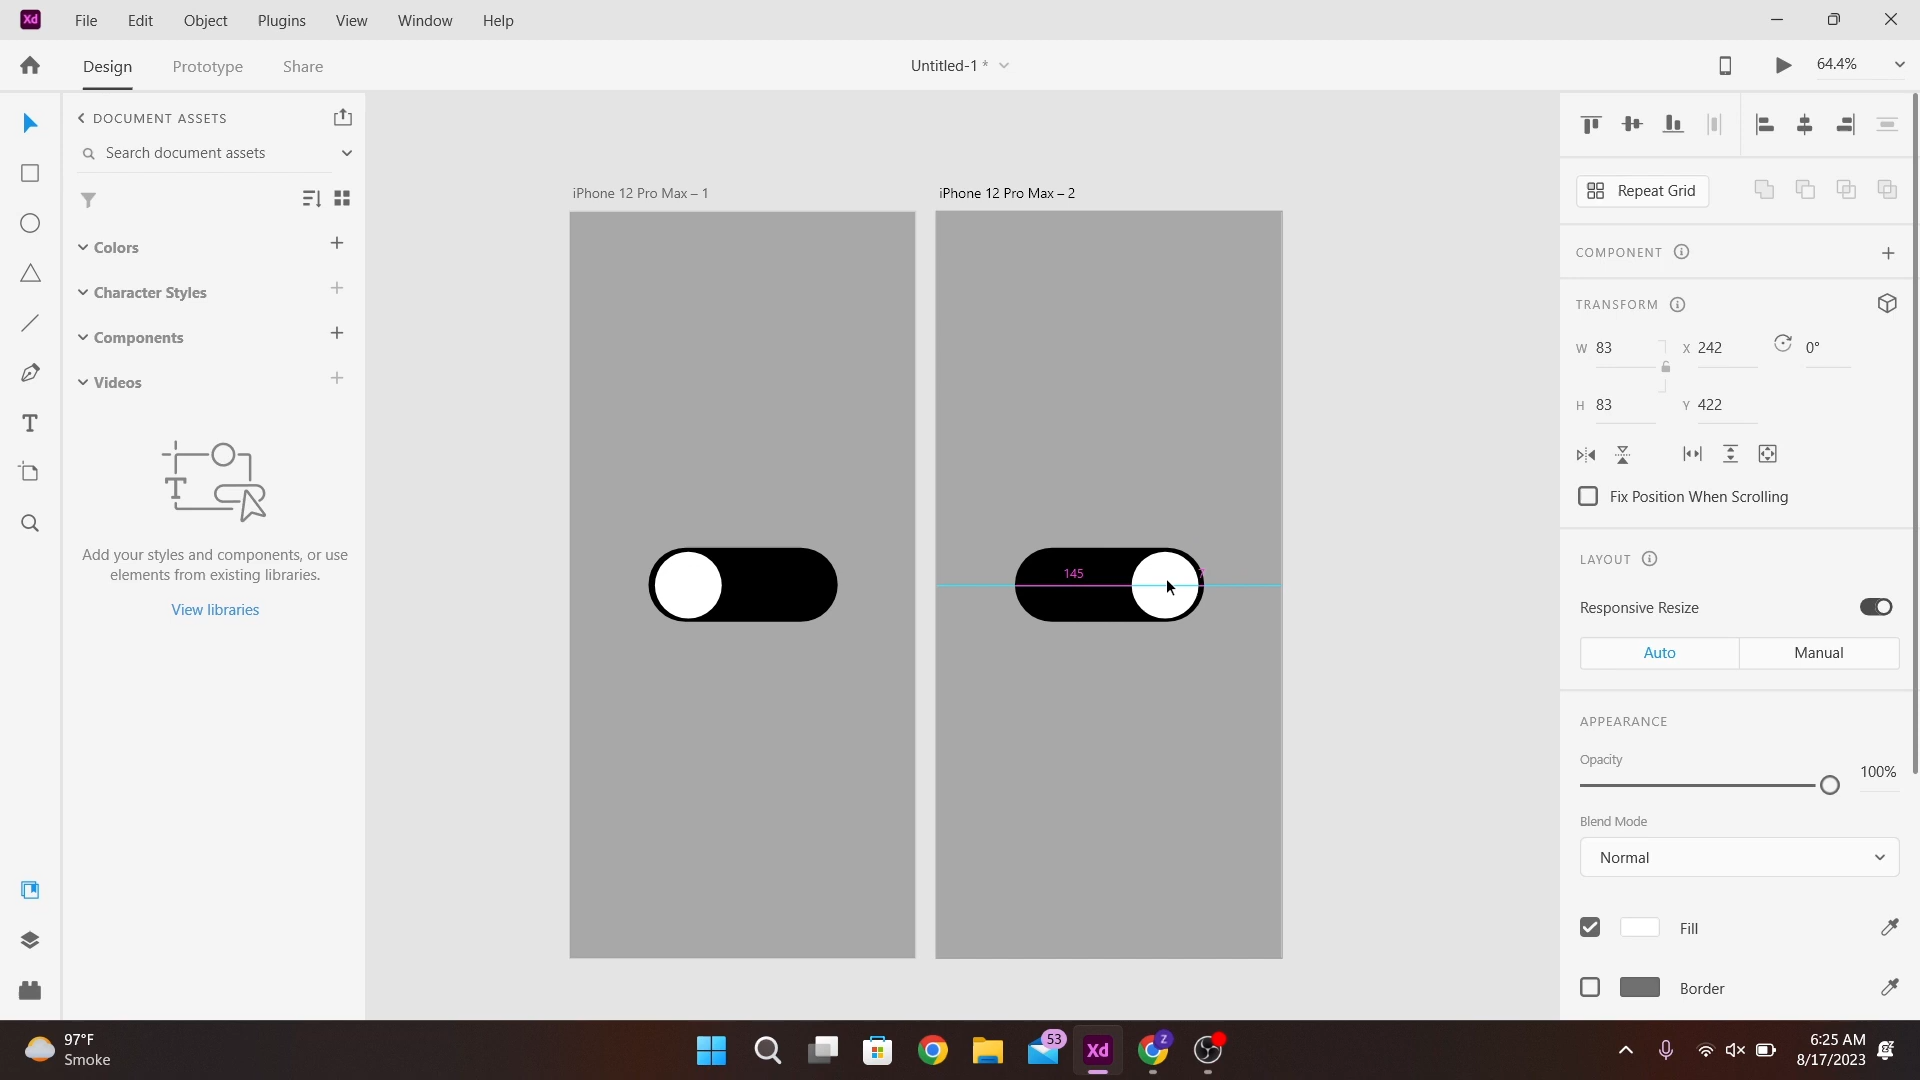 Xd File Edit Object Plugins View Window Help
Design Prototype Share Untitled-1 * 64.4%
DOCUMENT ASSETS
Search document assets
Colors
Character Styles
Components
Videos
T
Add your styles and components, or use
elements from existing libraries.
View libraries
iPhone 12 Pro Max – 1
iPhone 12 Pro Max – 2
145 7
Repeat Grid
COMPONENT
TRANSFORM
W 83 X 242 0°
H 83 Y 422
Fix Position When Scrolling
LAYOUT
Responsive Resize
Auto Manual
APPEARANCE
Opacity
100%
Blend Mode
Normal
Fill
Border
97°F
Smoke
53
Xd
Z
6:25 AM
8/17/2023